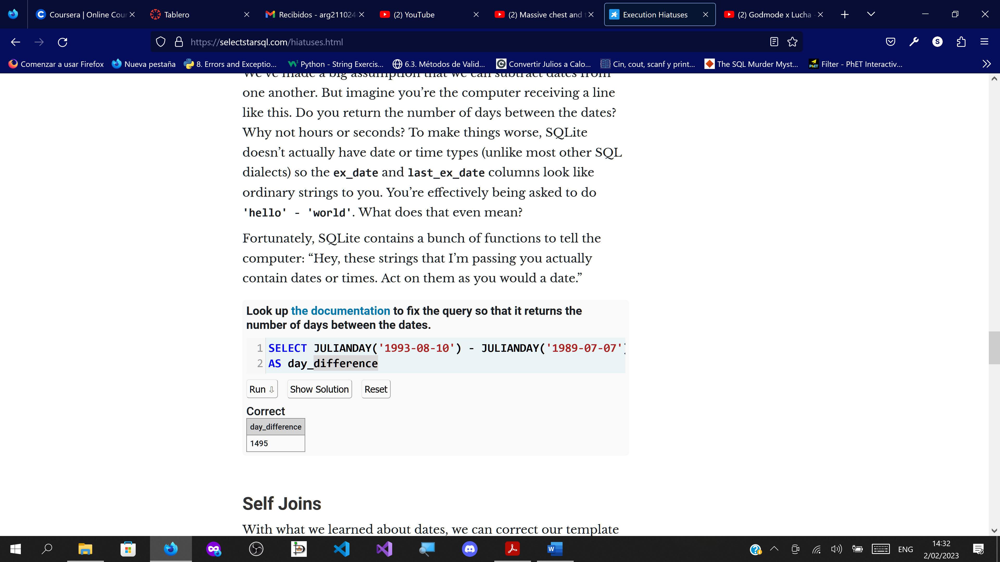 Coursera | Online Cour
Tablero
Recibidos - arg211024
(2) YouTube
(2) Massive chest and t
Execution Hiatuses
(2) Godmode x Lucha -
https://selectstarsql.com/hiatuses.html
S
Comenzar a usar Firefox
Nueva pestaña
8. Errors and Exceptio...
Python - String Exercis...
6.3. Métodos de Valid...
Convertir Julios a Calo...
Cin, cout, scanf y print...
The SQL Murder Myst...
Filter - PhET Interactiv...
We've made a big assumption that we can subtract dates from
one another. But imagine you’re the computer receiving a line
like this. Do you return the number of days between the dates?
Why not hours or seconds? To make things worse, SQLite
doesn’t actually have date or time types (unlike most other SQL
dialects) so the ex_date and last_ex_date columns look like
ordinary strings to you. You’re effectively being asked to do
'hello' - 'world'. What does that even mean?
Fortunately, SQLite contains a bunch of functions to tell the
computer: “Hey, these strings that I’m passing you actually
contain dates or times. Act on them as you would a date.”
Look up the documentation to fix the query so that it returns the
number of days between the dates.
1 SELECT JULIANDAY('1993-08-10') - JULIANDAY('1989-07-07')
2 AS day_difference
Run ⇩
Show Solution
Reset
Correct
day_difference
1495
Self Joins
With what we learned about dates, we can correct our template
ENG
14:32
2/02/2023